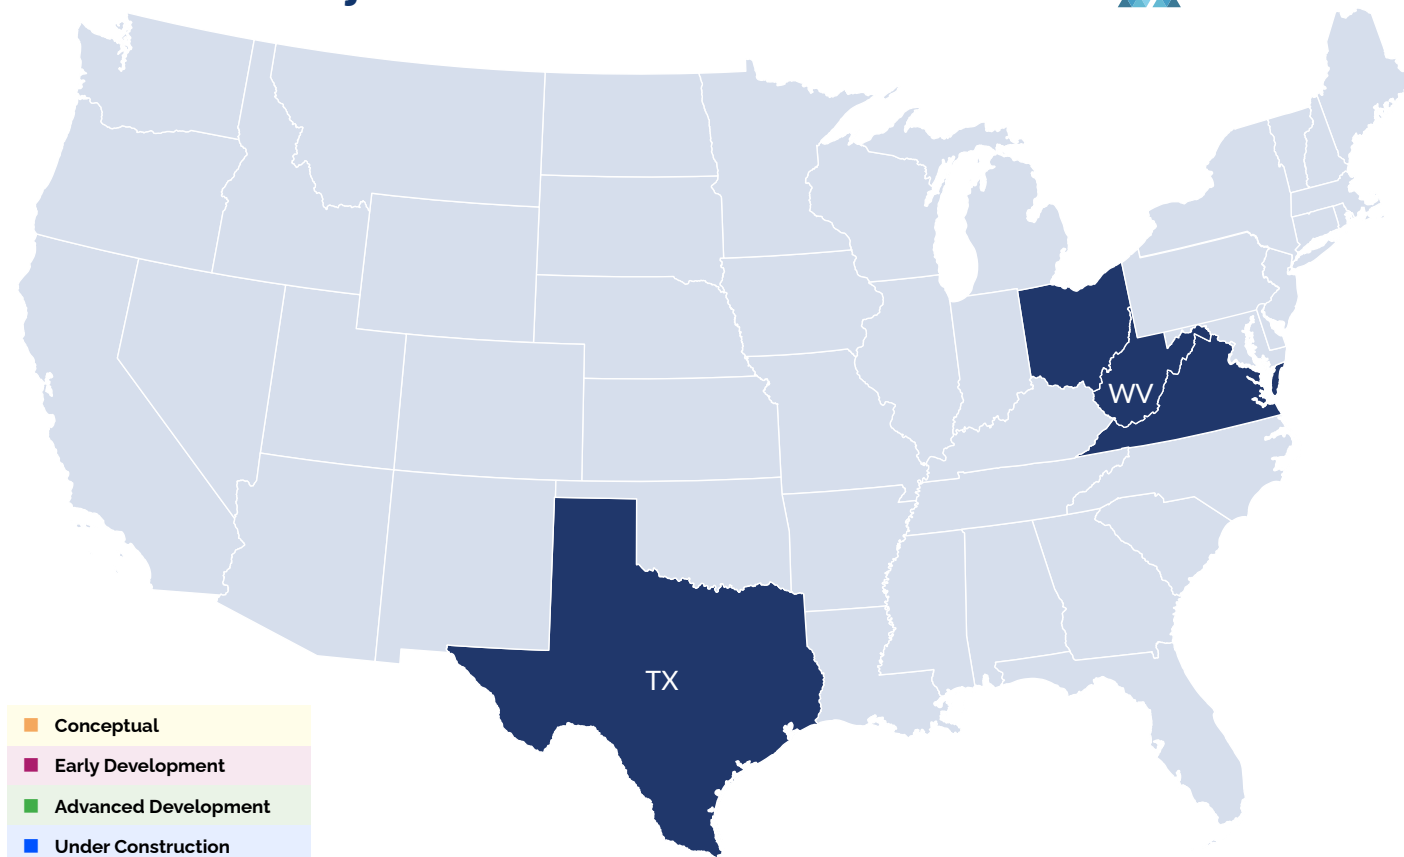 WV
TX
Conceptual
Early Development
Advanced Development
Under Construction